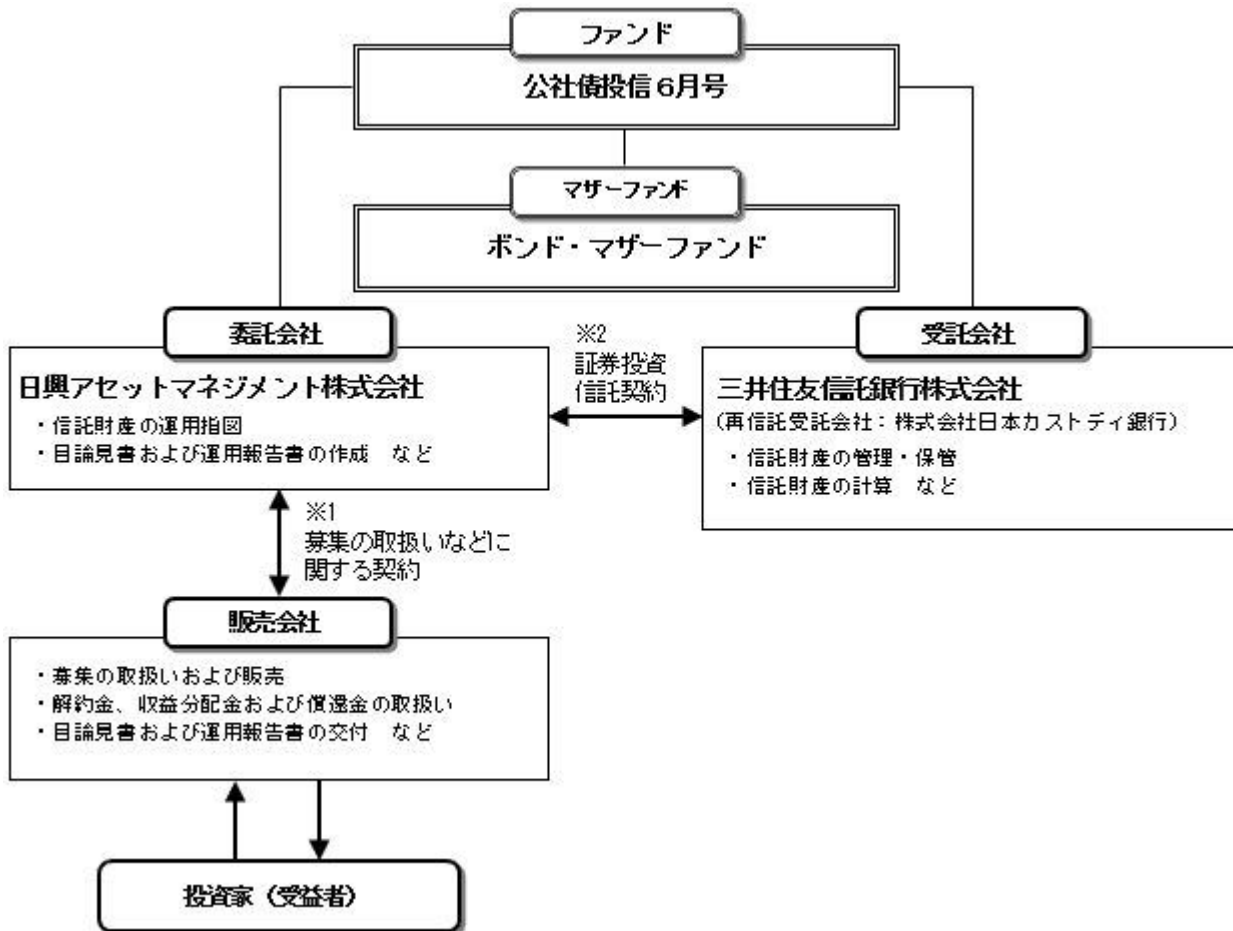 ファンド
公社債投信6月号
マザーファンド
ボンド・マザーファンド
委託会社
日興アセットマネジメント株式会社
・信託財産の運用指図
・目論見書および運用報告書の作成　など
※2
証券投資
信託契約
受託会社
三井住友信託銀行株式会社
(再信託受託会社：株式会社日本カストディ銀行)
・信託財産の管理・保管
・信託財産の計算　など
※1
募集の取扱いなどに
関する契約
販売会社
・募集の取扱いおよび販売
・解約金、収益分配金および償還金の取扱い
・目論見書および運用報告書の交付　など
投資家（受益者）